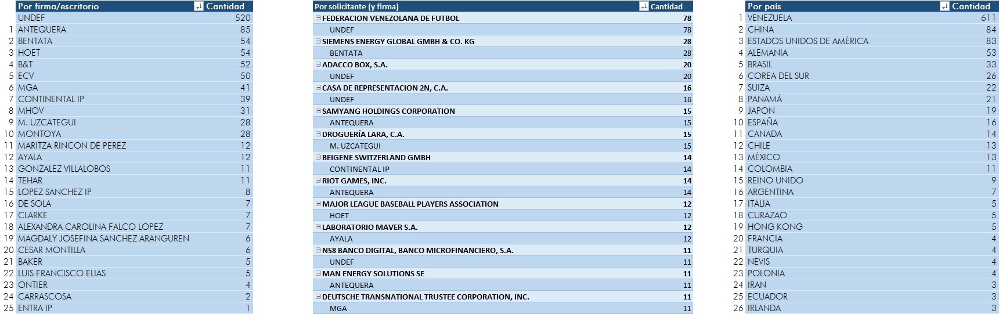 Por firma/escritorio Cantidad
UNDEF 520
1 ANTEQUERA 85
2 BENTATA 54
3 HOET 54
4 B&T 52
5 ECV 50
6 MGA 41
7 CONTINENTAL IP 39
8 MHOV 31
9 M. UZCATEGUI 28
10 MONTOYA 28
11 MARITZA RINCON DE PEREZ 12
12 AYALA 12
13 GONZALEZ VILLALOBOS 11
14 TEHAR 11
15 LOPEZ SANCHEZ IP 8
16 DE SOLA 7
17 CLARKE 7
18 ALEXANDRA CAROLINA FALCO LOPEZ 7
19 MAGDALY JOSEFINA SANCHEZ ARANGUREN 6
20 CESAR MONTILLA 6
21 BAKER 5
22 LUIS FRANCISCO ELIAS 5
23 ONTIER 4
24 CARRASCOSA 2
25 ENTRA IP 1
Por solicitante (y firma) Cantidad
FEDERACION VENEZOLANA DE FUTBOL 78
UNDEF 78
SIEMENS ENERGY GLOBAL GMBH & CO. KG 28
BENTATA 28
ADACCO BOX, S.A. 20
UNDEF 20
CASA DE REPRESENTACION 2N, C.A. 16
UNDEF 16
SAMYANG HOLDINGS CORPORATION 15
ANTEQUERA 15
DROGUERÍA LARA, C.A. 15
M. UZCATEGUI 15
BEIGENE SWITZERLAND GMBH 14
CONTINENTAL IP 14
RIOT GAMES, INC. 14
ANTEQUERA 14
MAJOR LEAGUE BASEBALL PLAYERS ASSOCIATION 12
HOET 12
LABORATORIO MAVER S.A. 12
AYALA 12
N58 BANCO DIGITAL, BANCO MICROFINANCIERO, S.A. 11
UNDEF 11
MAN ENERGY SOLUTIONS SE 11
ANTEQUERA 11
DEUTSCHE TRANSNATIONAL TRUSTEE CORPORATION, INC. 11
MGA 11
Por país Cantidad
1 VENEZUELA 611
2 CHINA 84
3 ESTADOS UNIDOS DE AMÉRICA 83
4 ALEMANIA 53
5 BRASIL 33
6 COREA DEL SUR 26
7 SUIZA 22
8 PANAMÁ 21
9 JAPON 19
10 ESPAÑA 16
11 CANADA 14
12 CHILE 13
13 MÉXICO 13
14 COLOMBIA 11
15 REINO UNIDO 9
16 ARGENTINA 7
17 ITALIA 5
18 CURAZAO 5
19 HONG KONG 5
20 FRANCIA 4
21 TURQUIA 4
22 NEVIS 4
23 POLONIA 4
24 IRAN 3
25 ECUADOR 3
26 IRLANDA 3